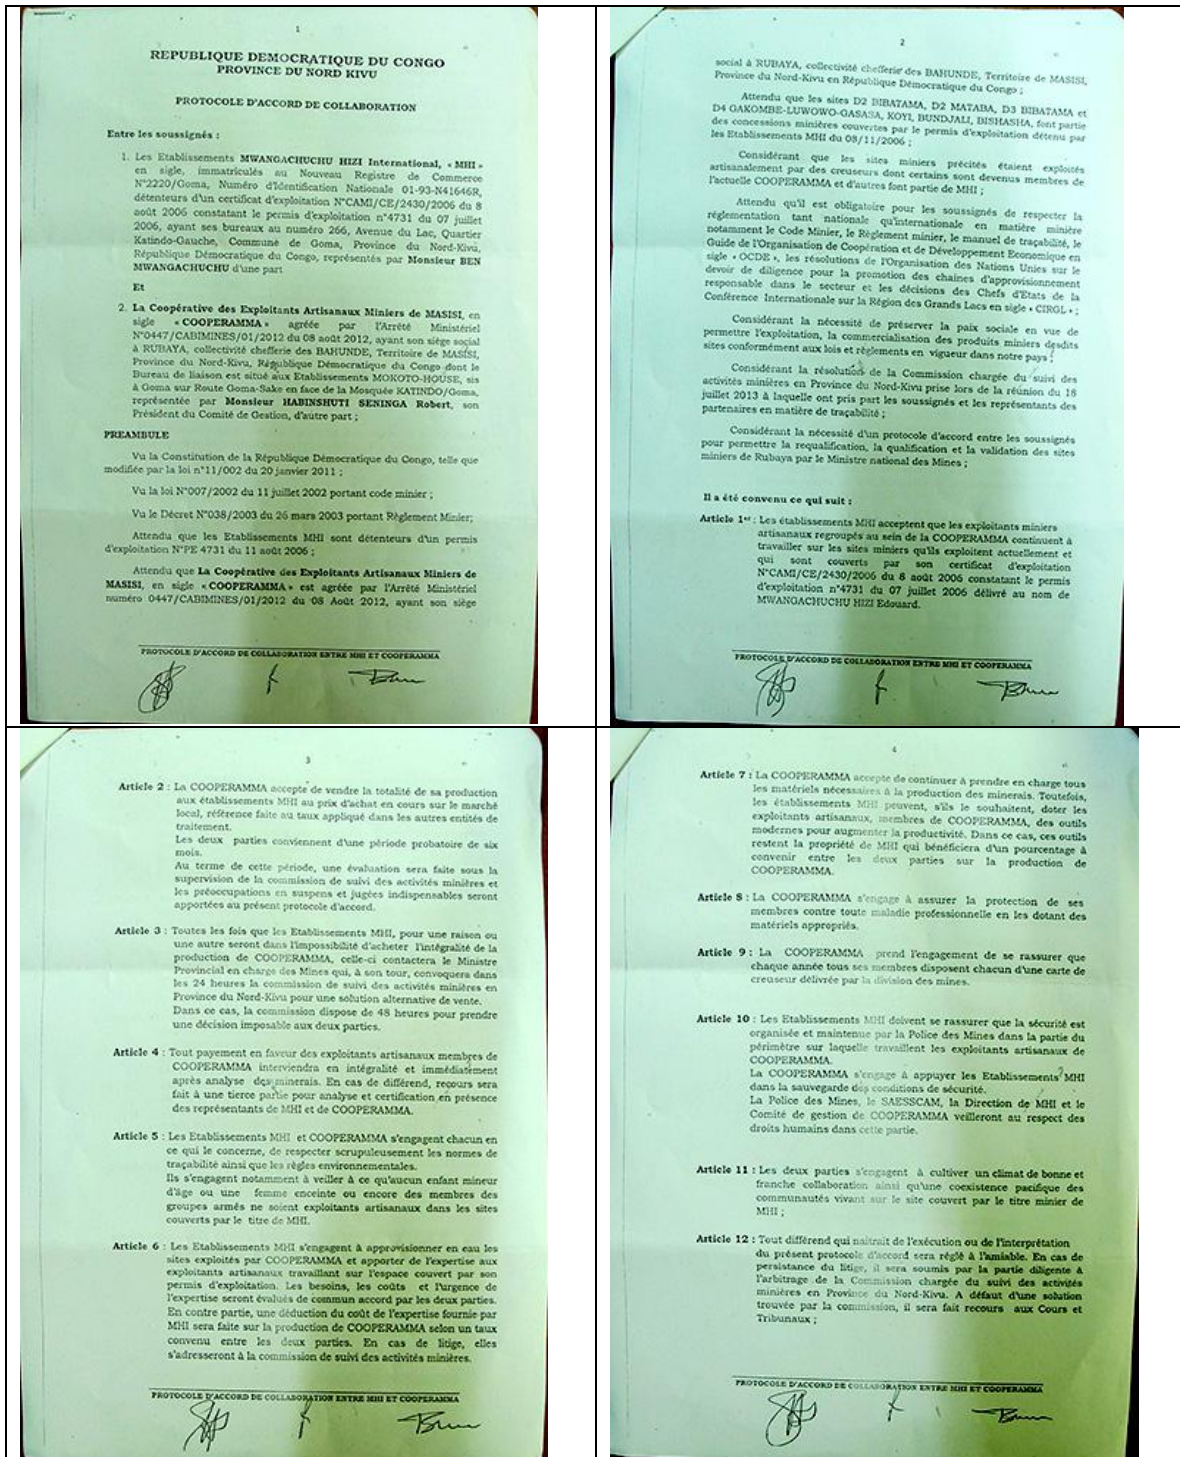 1
REPUBLIQUE DEMOCRATIQUE DU CONGO
PROVINCE DU NORD KIVU
PROTOCOLE D'ACCORD DE COLLABORATION
Entre les soussignés :
1. Les Etablissements MWANGACHUCHU HIZI International, « MHI »
en sigle, immatriculés au Nouveau Registre de Commerce
N°2220/Goma, Numéro d'Identification Nationale 01-93-N41646R,
détenteurs d'un certificat d'exploitation N°CAMI/CE/2430/2006 du 8
août 2006 constatant le permis d'exploitation n°4731 du 07 juillet
2006, ayant ses bureaux au numéro 266, Avenue du Lac, Quartier
Katindo-Gauche, Commune de Goma, Province du Nord-Kivu,
République Démocratique du Congo, représentés par Monsieur BEN
MWANGACHUCHU d'une part
Et
2. La Coopérative des Exploitants Artisanaux Miniers de MASISI, en
sigle « COOPERAMMA » agréée par l'Arrêté Ministériel
N°0447/CABIMINES/01/2012 du 08 août 2012, ayant son siège social
à RUBAYA, collectivité chefferie des BAHUNDE, Territoire de MASISI,
Province du Nord-Kivu, République Démocratique du Congo dont le
Bureau de liaison est situé aux Etablissements MOKOTO-HOUSE, sis
à Goma sur Route Goma-Sake en face de la Mosquée KATINDO/Goma,
représentée par Monsieur HABINSHUTI SENINGA Robert, son
Président du Comité de Gestion, d'autre part ;
PREAMBULE
Vu la Constitution de la République Démocratique du Congo, telle que
modifiée par la loi n°11/002 du 20 janvier 2011 ;
Vu la loi N°007/2002 du 11 juillet 2002 portant code minier ;
Vu le Décret N°038/2003 du 26 mars 2003 portant Règlement Minier;
Attendu que les Etablissements MHI sont détenteurs d'un permis
d'exploitation N°PE 4731 du 11 août 2006 ;
Attendu que La Coopérative des Exploitants Artisanaux Miniers de
MASISI, en sigle « COOPERAMMA » est agréée par l'Arrêté Ministériel
numéro 0447/CABIMINES/01/2012 du 08 Août 2012, ayant son siège
PROTOCOLE D'ACCORD DE COLLABORATION ENTRE MHI ET COOPERAMMA
2
social à RUBAYA, collectivité chefferie des BAHUNDE, Territoire de MASISI,
Province du Nord-Kivu en République Démocratique du Congo ;
Attendu que les sites D2 BIBATAMA, D2 MATABA, D3 BIBATAMA et
D4 GAKOMBE-LUWOWO-GASASA, KOYI, BUNDJALI, BISHASHA, font partie
des concessions minières couvertes par le permis d'exploitation détenu par
les Etablissements MHI du 08/11/2006 ;
Considérant que les sites miniers précités étaient exploités
artisanalement par des creuseurs dont certains sont devenus membres de
l'actuelle COOPERAMMA et d'autres font partie de MHI ;
Attendu qu'il est obligatoire pour les soussignés de respecter la
réglementation tant nationale qu'internationale en matière minière
notamment le Code Minier, le Règlement minier, le manuel de traçabilité, le
Guide de l'Organisation de Coopération et de Développement Economique en
sigle « OCDE », les résolutions de l'Organisation des Nations Unies sur le
devoir de diligence pour la promotion des chaines d'approvisionnement
responsable dans le secteur et les décisions des Chefs d'Etats de la
Conférence Internationale sur la Région des Grands Lacs en sigle « CIRGL » ;
Considérant la nécessité de préserver la paix sociale en vue de
permettre l'exploitation, la commercialisation des produits miniers desdits
sites conformément aux lois et règlements en vigueur dans notre pays ;
Considérant la résolution de la Commission chargée du suivi des
activités minières en Province du Nord-Kivu prise lors de la réunion du 18
juillet 2013 à laquelle ont pris part les soussignés et les représentants des
partenaires en matière de traçabilité ;
Considérant la nécessité d'un protocole d'accord entre les soussignés
pour permettre la requalification, la qualification et la validation des sites
miniers de Rubaya par le Ministre national des Mines ;
Il a été convenu ce qui suit :
Article 1er : Les établissements MHI acceptent que les exploitants miniers
artisanaux regroupés au sein de la COOPERAMMA continuent à
travailler sur les sites miniers qu'ils exploitent actuellement et
qui sont couverts par son certificat d'exploitation
N°CAMI/CE/2430/2006 du 8 août 2006 constatant le permis
d'exploitation n°4731 du 07 juillet 2006 délivré au nom de
MWANGACHUCHU HIZI Edouard.
PROTOCOLE D'ACCORD DE COLLABORATION ENTRE MHI ET COOPERAMMA
3
Article 2 : La COOPERAMMA accepte de vendre la totalité de sa production
aux établissements MHI au prix d'achat en cours sur le marché
local, référence faite au taux appliqué dans les autres entités de
traitement.
Les deux parties conviennent d'une période probatoire de six
mois.
Au terme de cette période, une évaluation sera faite sous la
supervision de la commission de suivi des activités minières et
les préoccupations en suspens et jugées indispensables seront
apportées au présent protocole d'accord.
Article 3 : Toutes les fois que les Etablissements MHI, pour une raison ou
une autre seront dans l'impossibilité d'acheter l'intégralité de la
production de COOPERAMMA, celle-ci contactera le Ministre
Provincial en charge des Mines qui, à son tour, convoquera dans
les 24 heures la commission de suivi des activités minières en
Province du Nord-Kivu pour une solution alternative de vente.
Dans ce cas, la commission dispose de 48 heures pour prendre
une décision imposable aux deux parties.
Article 4 : Tout payement en faveur des exploitants artisanaux membres de
COOPERAMMA interviendra en intégralité et immédiatement
après analyse des minerais. En cas de différend, recours sera
fait à une tierce partie pour analyse et certification en présence
des représentants de MHI et de COOPERAMMA.
Article 5 : Les Etablissements MHI et COOPERAMMA s'engagent chacun en
ce qui le concerne, de respecter scrupuleusement les normes de
traçabilité ainsi que les règles environnementales.
Ils s'engagent notamment à veiller à ce qu'aucun enfant mineur
d'âge ou une femme enceinte ou encore des membres des
groupes armés ne soient exploitants artisanaux dans les sites
couverts par le titre de MHI.
Article 6 : Les Etablissements MHI s'engagent à approvisionner en eau les
sites exploités par COOPERAMMA et apporter de l'expertise aux
exploitants artisanaux travaillant sur l'espace couvert par son
permis d'exploitation. Les besoins, les coûts et l'urgence de
l'expertise seront évalués de commun accord par les deux parties.
En contre partie, une déduction du coût de l'expertise fournie par
MHI sera faite sur la production de COOPERAMMA selon un taux
convenu entre les deux parties. En cas de litige, elles
s'adresseront à la commission de suivi des activités minières.
PROTOCOLE D'ACCORD DE COLLABORATION ENTRE MHI ET COOPERAMMA
4
Article 7 : La COOPERAMMA accepte de continuer à prendre en charge tous
les matériels nécessaires à la production des minerais. Toutefois,
les établissements MHI peuvent, s'ils le souhaitent, doter les
exploitants artisanaux, membres de COOPERAMMA, des outils
modernes pour augmenter la productivité. Dans ce cas, ces outils
restent la propriété de MHI qui bénéficiera d'un pourcentage à
convenir entre les deux parties sur la production de
COOPERAMMA.
Article 8 : La COOPERAMMA s'engage à assurer la protection de ses
membres contre toute maladie professionnelle en les dotant des
matériels appropriés.
Article 9 : La COOPERAMMA prend l'engagement de se rassurer que
chaque année tous ses membres disposent chacun d'une carte de
creuseur délivrée par la division des mines.
Article 10 : Les Etablissements MHI doivent se rassurer que la sécurité est
organisée et maintenue par la Police des Mines dans la partie du
périmètre sur laquelle travaillent les exploitants artisanaux de
COOPERAMMA.
La COOPERAMMA s'engage à appuyer les Etablissements MHI
dans la sauvegarde des conditions de sécurité.
La Police des Mines, le SAESSCAM, la Direction de MHI et le
Comité de gestion de COOPERAMMA veilleront au respect des
droits humains dans cette partie.
Article 11 : Les deux parties s'engagent à cultiver un climat de bonne et
franche collaboration ainsi qu'une coexistence pacifique des
communautés vivant sur le site couvert par le titre minier de
MHI ;
Article 12 : Tout différend qui naitrait de l'exécution ou de l'interprétation
du présent protocole d'accord sera réglé à l'amiable. En cas de
persistance du litige, il sera soumis par la partie diligente à
l'arbitrage de la Commission chargée du suivi des activités
minières en Province du Nord-Kivu. A défaut d'une solution
trouvée par la commission, il sera fait recours aux Cours et
Tribunaux ;
PROTOCOLE D'ACCORD DE COLLABORATION ENTRE MHI ET COOPERAMMA